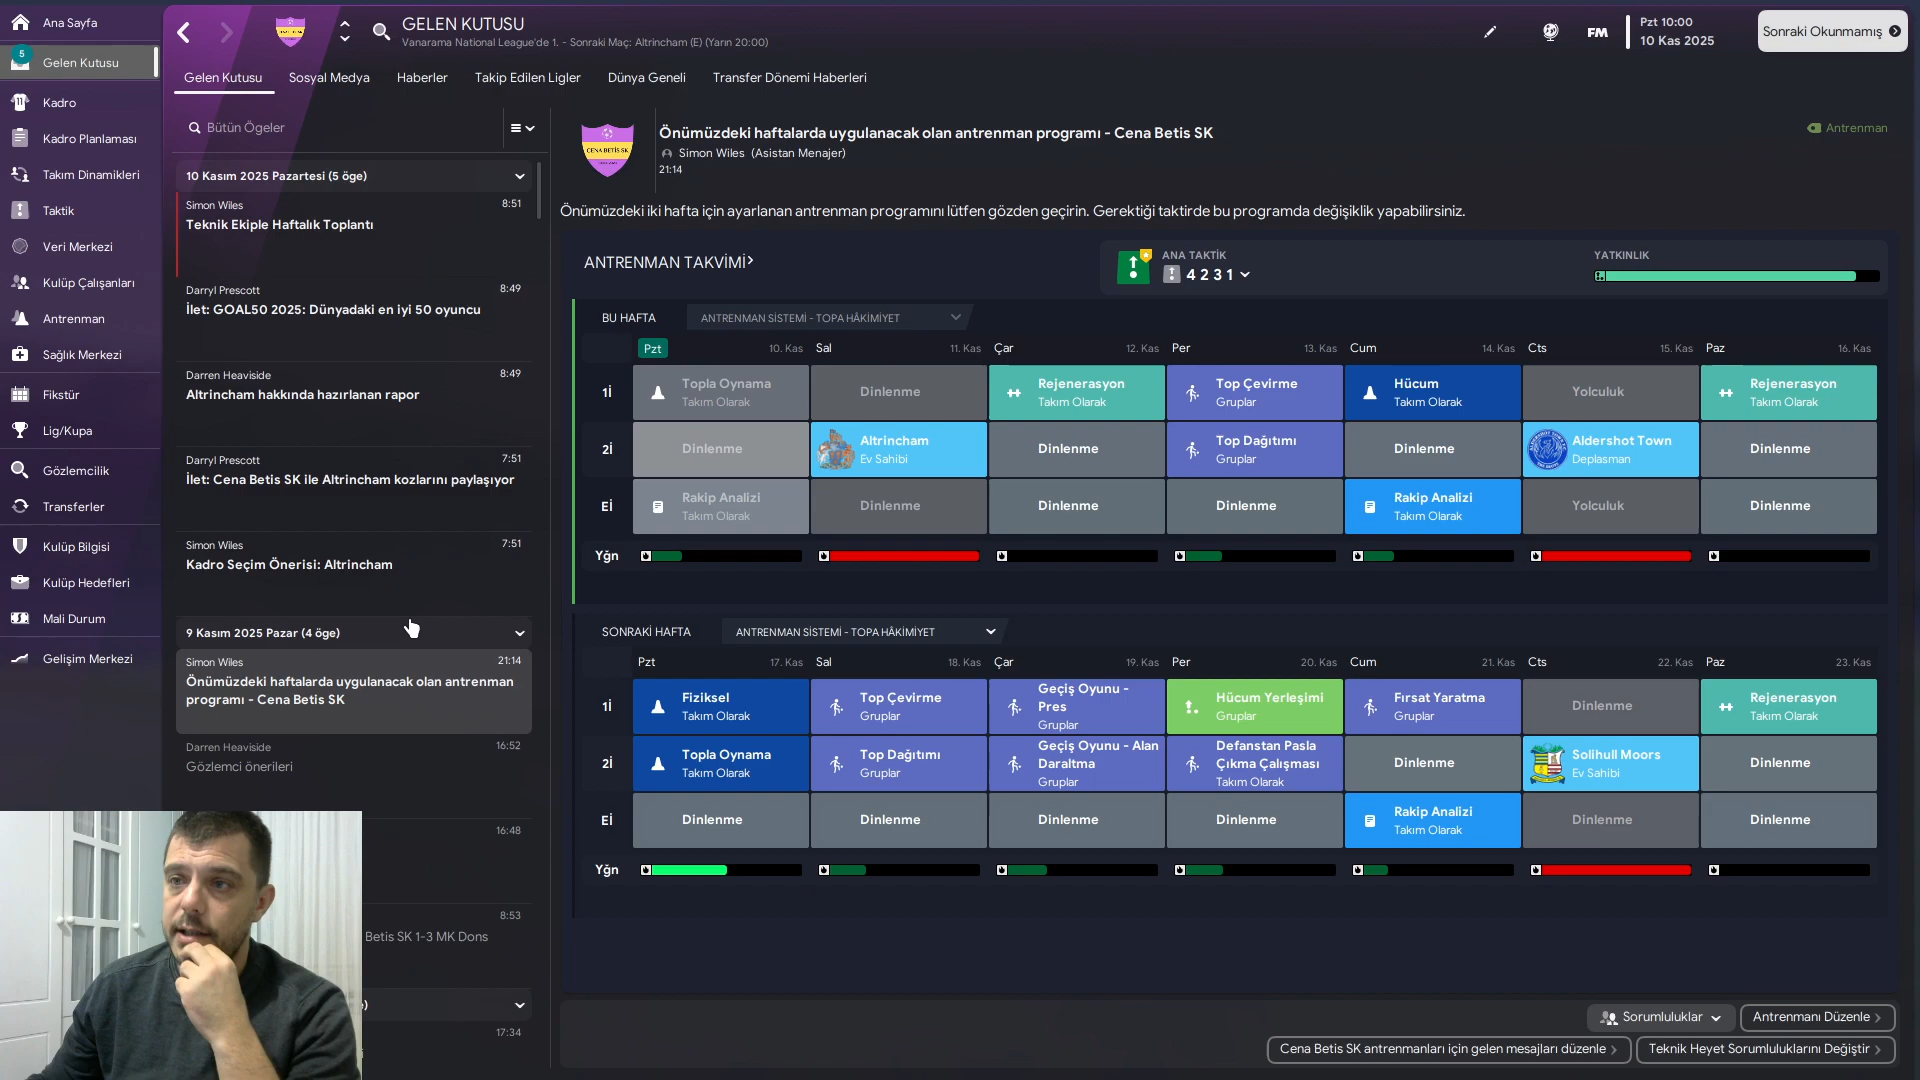 Ana Sayfa
5
Gelen Kutusu
Kadro
Kadro Planlaması
Takım Dinamikleri
Taktik
Veri Merkezi
Kulüp Çalışanları
Antrenman
Sağlık Merkezi
Fikstür
Lig/Kupa
Gözlemcilik
Transferler
Kulüp Bilgisi
Kulüp Hedefleri
Mali Durum
Gelişim Merkezi
GELEN KUTUSU
Vanarama National League'de 1. - Sonraki Maç: Altrincham (E) (Yarın 20:00)
FM
Pzt 10:00
10 Kas 2025
Sonraki Okunmamış
Gelen Kutusu
Sosyal Medya
Haberler
Takip Edilen Ligler
Dünya Geneli
Transfer Dönemi Haberleri
Bütün Ögeler
10 Kasım 2025 Pazartesi (5 öge)
Simon Wiles 8:51
Teknik Ekiple Haftalık Toplantı
Darryl Prescott 8:49
İlet: GOAL50 2025: Dünyadaki en iyi 50 oyuncu
Darren Heaviside 8:49
Altrincham hakkında hazırlanan rapor
Darryl Prescott 7:51
İlet: Cena Betis SK ile Altrincham kozlarını paylaşıyor
Simon Wiles 7:51
Kadro Seçim Önerisi: Altrincham
9 Kasım 2025 Pazar (4 öge)
Simon Wiles 21:14
Önümüzdeki haftalarda uygulanacak olan antrenman
programı - Cena Betis SK
Darren Heaviside 16:52
Gözlemci önerileri
16:48
8:53
Betis SK 1-3 MK Dons
17:34
CENA BETİS SK
Önümüzdeki haftalarda uygulanacak olan antrenman programı - Cena Betis SK
Simon Wiles (Asistan Menajer)
21:14
Antrenman
Önümüzdeki iki hafta için ayarlanan antrenman programını lütfen gözden geçirin. Gerektiği taktirde bu programda değişiklik yapabilirsiniz.
ANTRENMAN TAKVİMİ
ANA TAKTİK
4 2 3 1
YATKINLIK
BU HAFTA ANTRENMAN SİSTEMİ - TOPA HÂKİMİYET
Pzt 10. Kas Sal 11. Kas Çar 12. Kas Per 13. Kas Cum 14. Kas Cts 15. Kas Paz 16. Kas
1İ
Topla Oynama
Takım Olarak
Dinlenme
Rejenerasyon
Takım Olarak
Top Çevirme
Gruplar
Hücum
Takım Olarak
Yolculuk
Rejenerasyon
Takım Olarak
2İ
Dinlenme
Altrincham
Ev Sahibi
Dinlenme
Top Dağıtımı
Gruplar
Dinlenme
Aldershot Town
Deplasman
Dinlenme
Eİ
Rakip Analizi
Takım Olarak
Dinlenme
Dinlenme
Dinlenme
Rakip Analizi
Takım Olarak
Yolculuk
Dinlenme
Yğn
SONRAKİ HAFTA ANTRENMAN SİSTEMİ - TOPA HÂKİMİYET
Pzt 17. Kas Sal 18. Kas Çar 19. Kas Per 20. Kas Cum 21. Kas Cts 22. Kas Paz 23. Kas
1İ
Fiziksel
Takım Olarak
Top Çevirme
Gruplar
Geçiş Oyunu -
Pres
Gruplar
Hücum Yerleşimi
Gruplar
Fırsat Yaratma
Gruplar
Dinlenme
Rejenerasyon
Takım Olarak
2İ
Topla Oynama
Takım Olarak
Top Dağıtımı
Gruplar
Geçiş Oyunu - Alan
Daraltma
Gruplar
Defanstan Pasla
Çıkma Çalışması
Takım Olarak
Dinlenme
Solihull Moors
Ev Sahibi
Dinlenme
Eİ
Dinlenme
Dinlenme
Dinlenme
Dinlenme
Rakip Analizi
Takım Olarak
Dinlenme
Dinlenme
Yğn
Sorumluluklar
Antrenmanı Düzenle
Cena Betis SK antrenmanları için gelen mesajları düzenle
Teknik Heyet Sorumluluklarını Değiştir